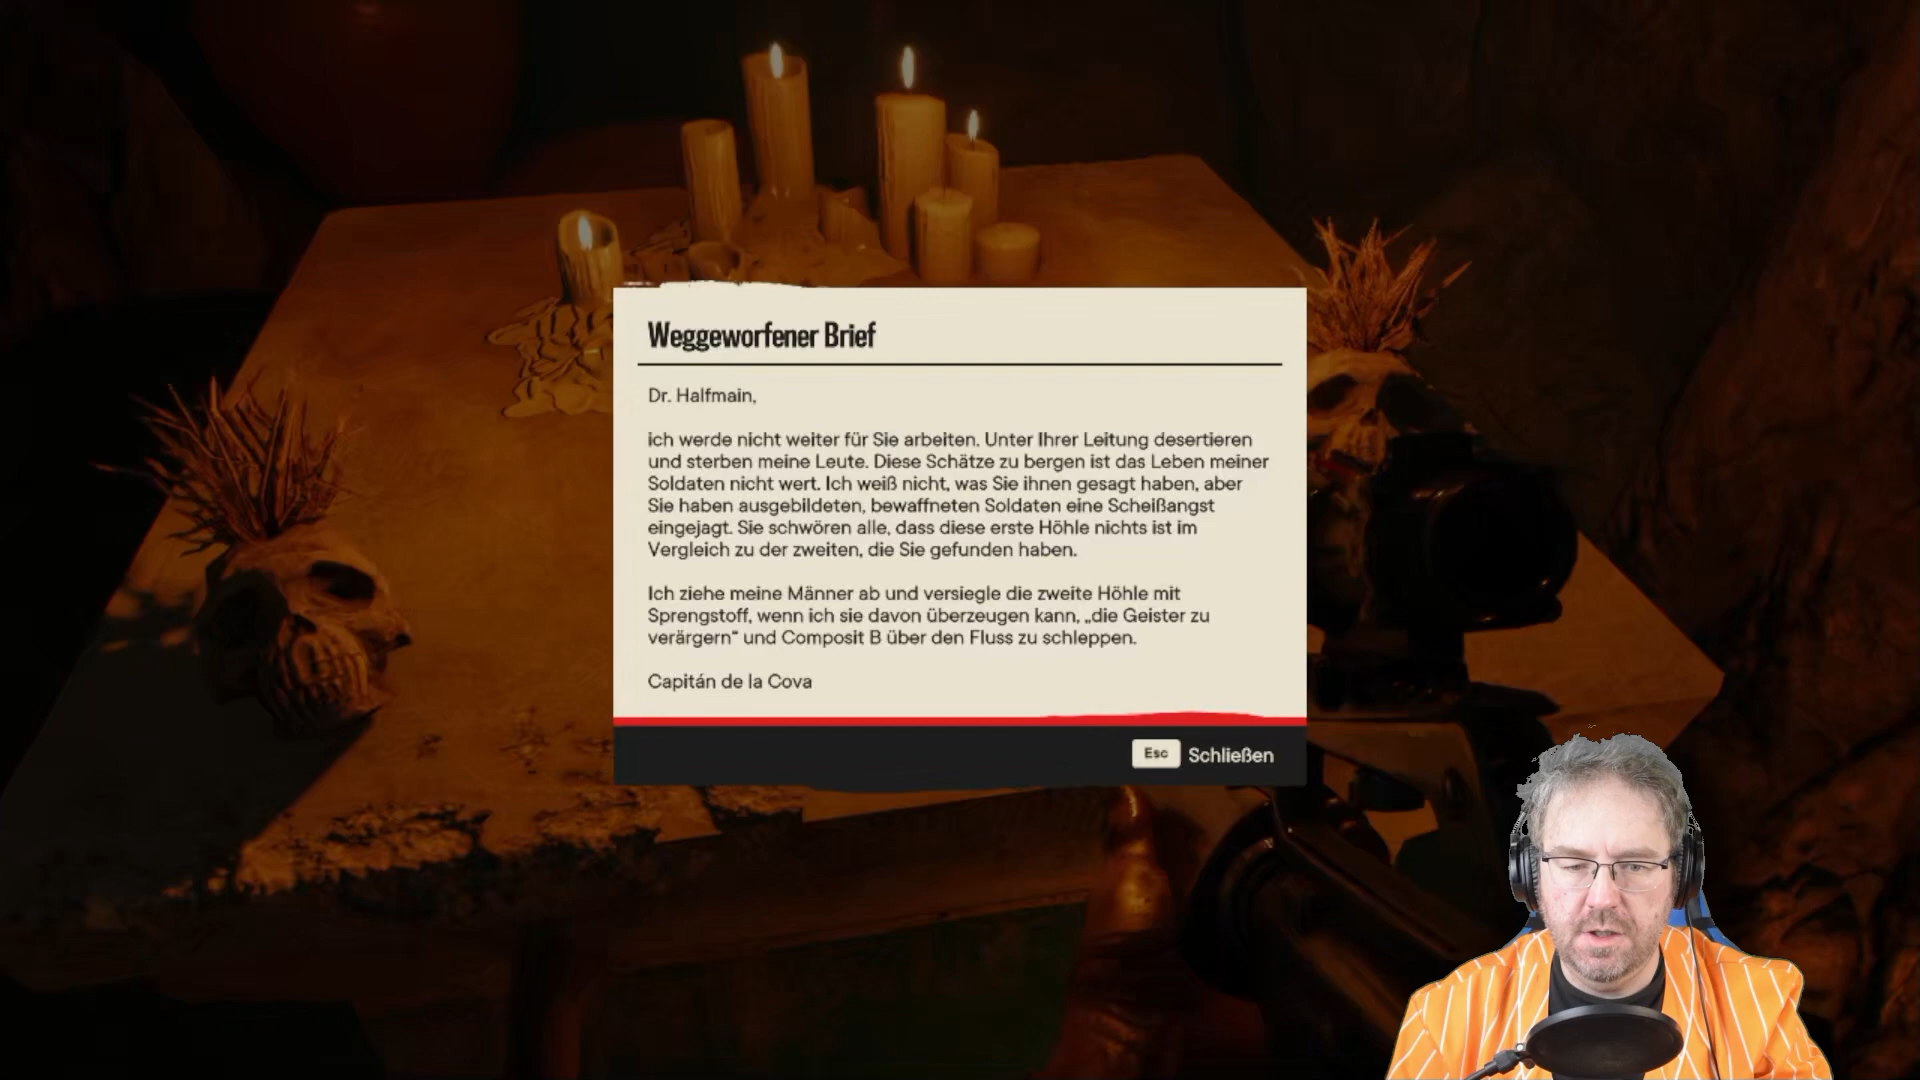 Weggeworfener Brief
Dr. Halfmain,
ich werde nicht weiter für Sie arbeiten. Unter Ihrer Leitung desertieren
und sterben meine Leute. Diese Schätze zu bergen ist das Leben meiner
Soldaten nicht wert. Ich weiß nicht, was Sie ihnen gesagt haben, aber
Sie haben ausgebildeten, bewaffneten Soldaten eine Scheißangst
eingejagt. Sie schwören alle, dass diese erste Höhle nichts ist im
Vergleich zu der zweiten, die Sie gefunden haben.
Ich ziehe meine Männer ab und versiegle die zweite Höhle mit
Sprengstoff, wenn ich sie davon überzeugen kann, „die Geister zu
verärgern“ und Composit B über den Fluss zu schleppen.
Capitán de la Cova
Esc Schließen